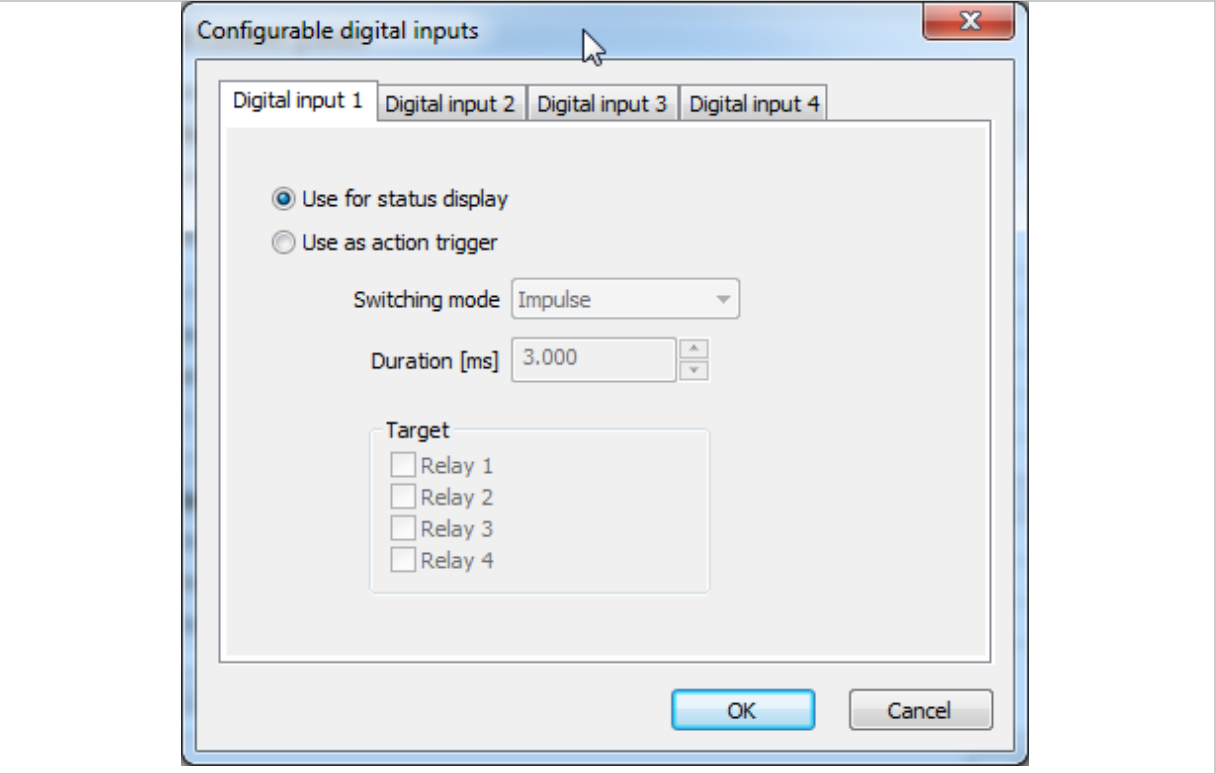 Configurable digital inputs
Digital input 1 Digital input 2 Digital input 3 Digital input 4
Use for status display
Use as action trigger
Switching mode Impulse
Duration [ms] 3.000
Target
Relay 1
Relay 2
Relay 3
Relay 4
OK Cancel